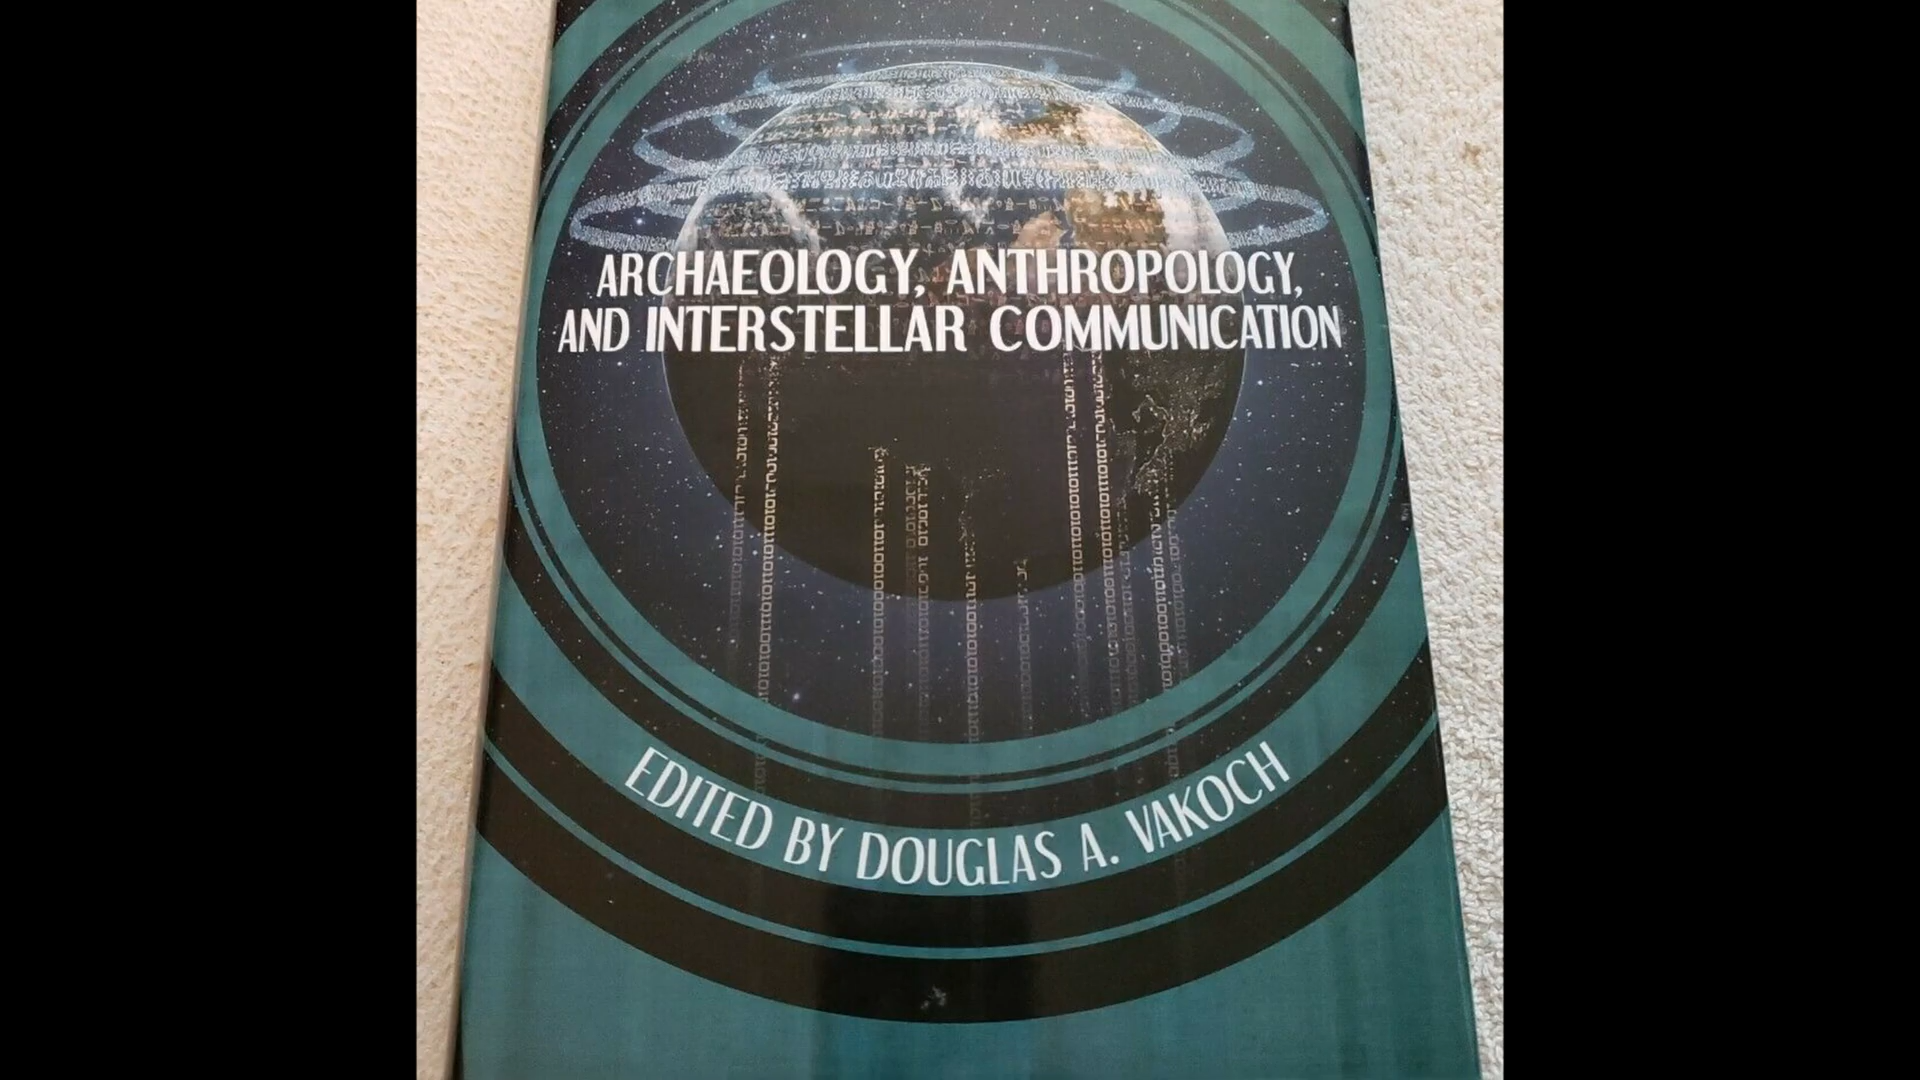 ARCHAEOLOGY, ANTHROPOLOGY,
AND INTERSTELLAR COMMUNICATION
EDITED BY DOUGLAS A. VAKOCH